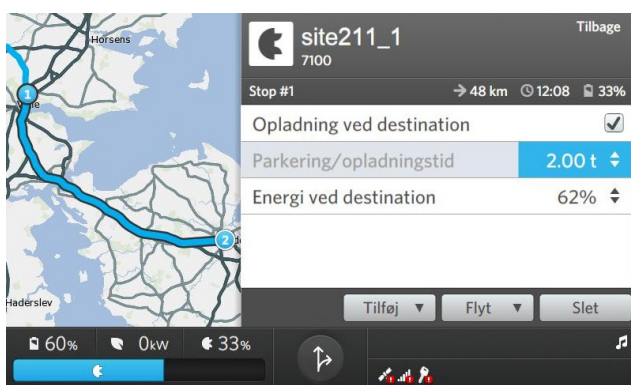 Horsens
1
2
Haderslev
site211_1
7100
Tilbage
Stop #1
48 km
12:08
33%
Opladning ved destination
Parkering/opladningstid
2.00 t
Energi ved destination
62%
Tilføj
Flyt
Slet
60%
0kW
33%